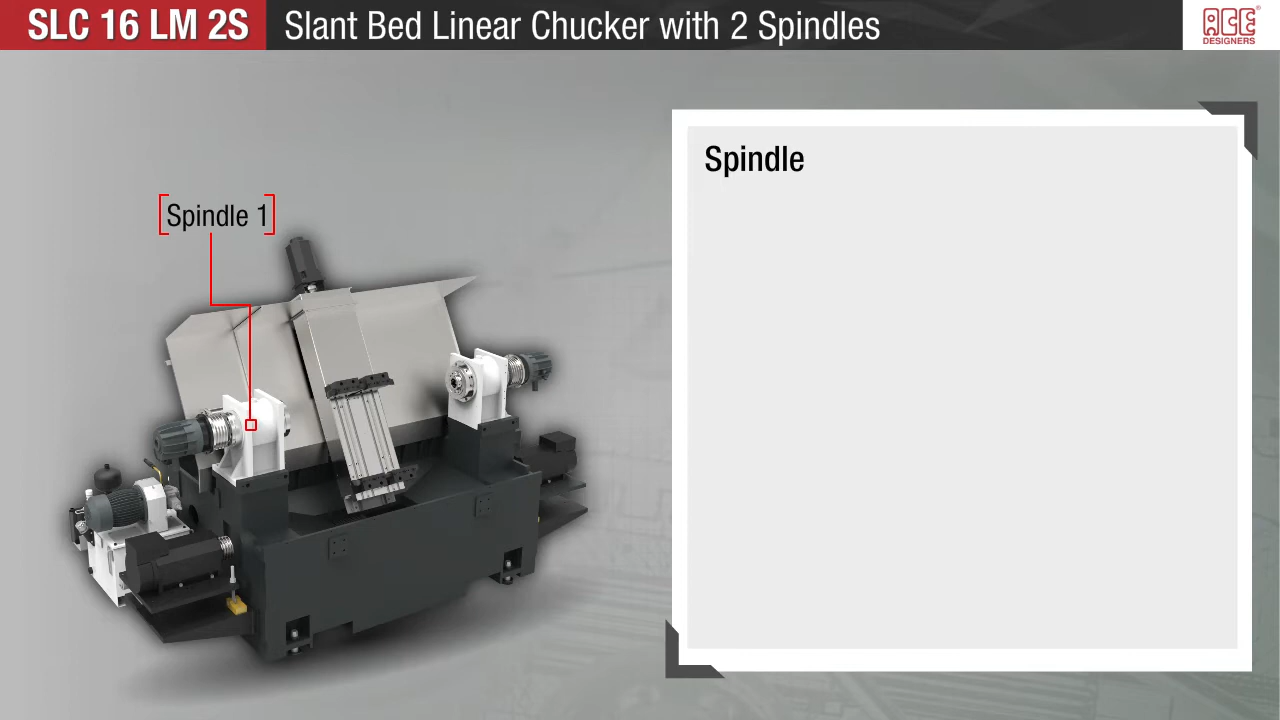 SLC 16 LM 2S
Slant Bed Linear Chucker with 2 Spindles
ACE
DESIGNERS
Spindle
Spindle 1